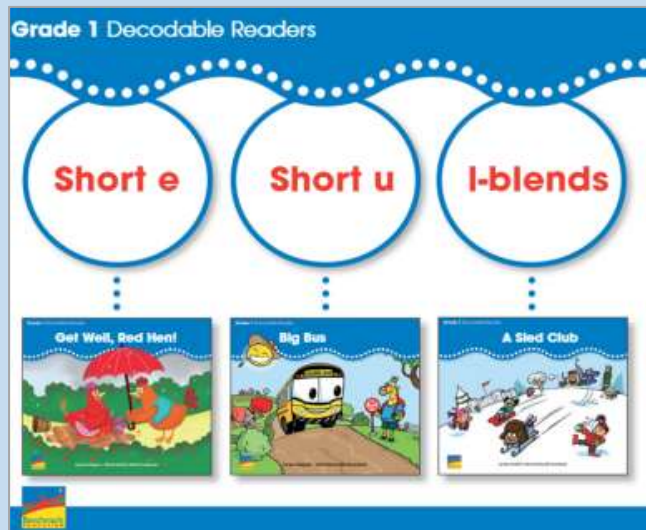 Grade 1 Decodable Readers
Short e
Short u
l-blends
Get Well, Red Hen!
Big Bus
A Sled Club